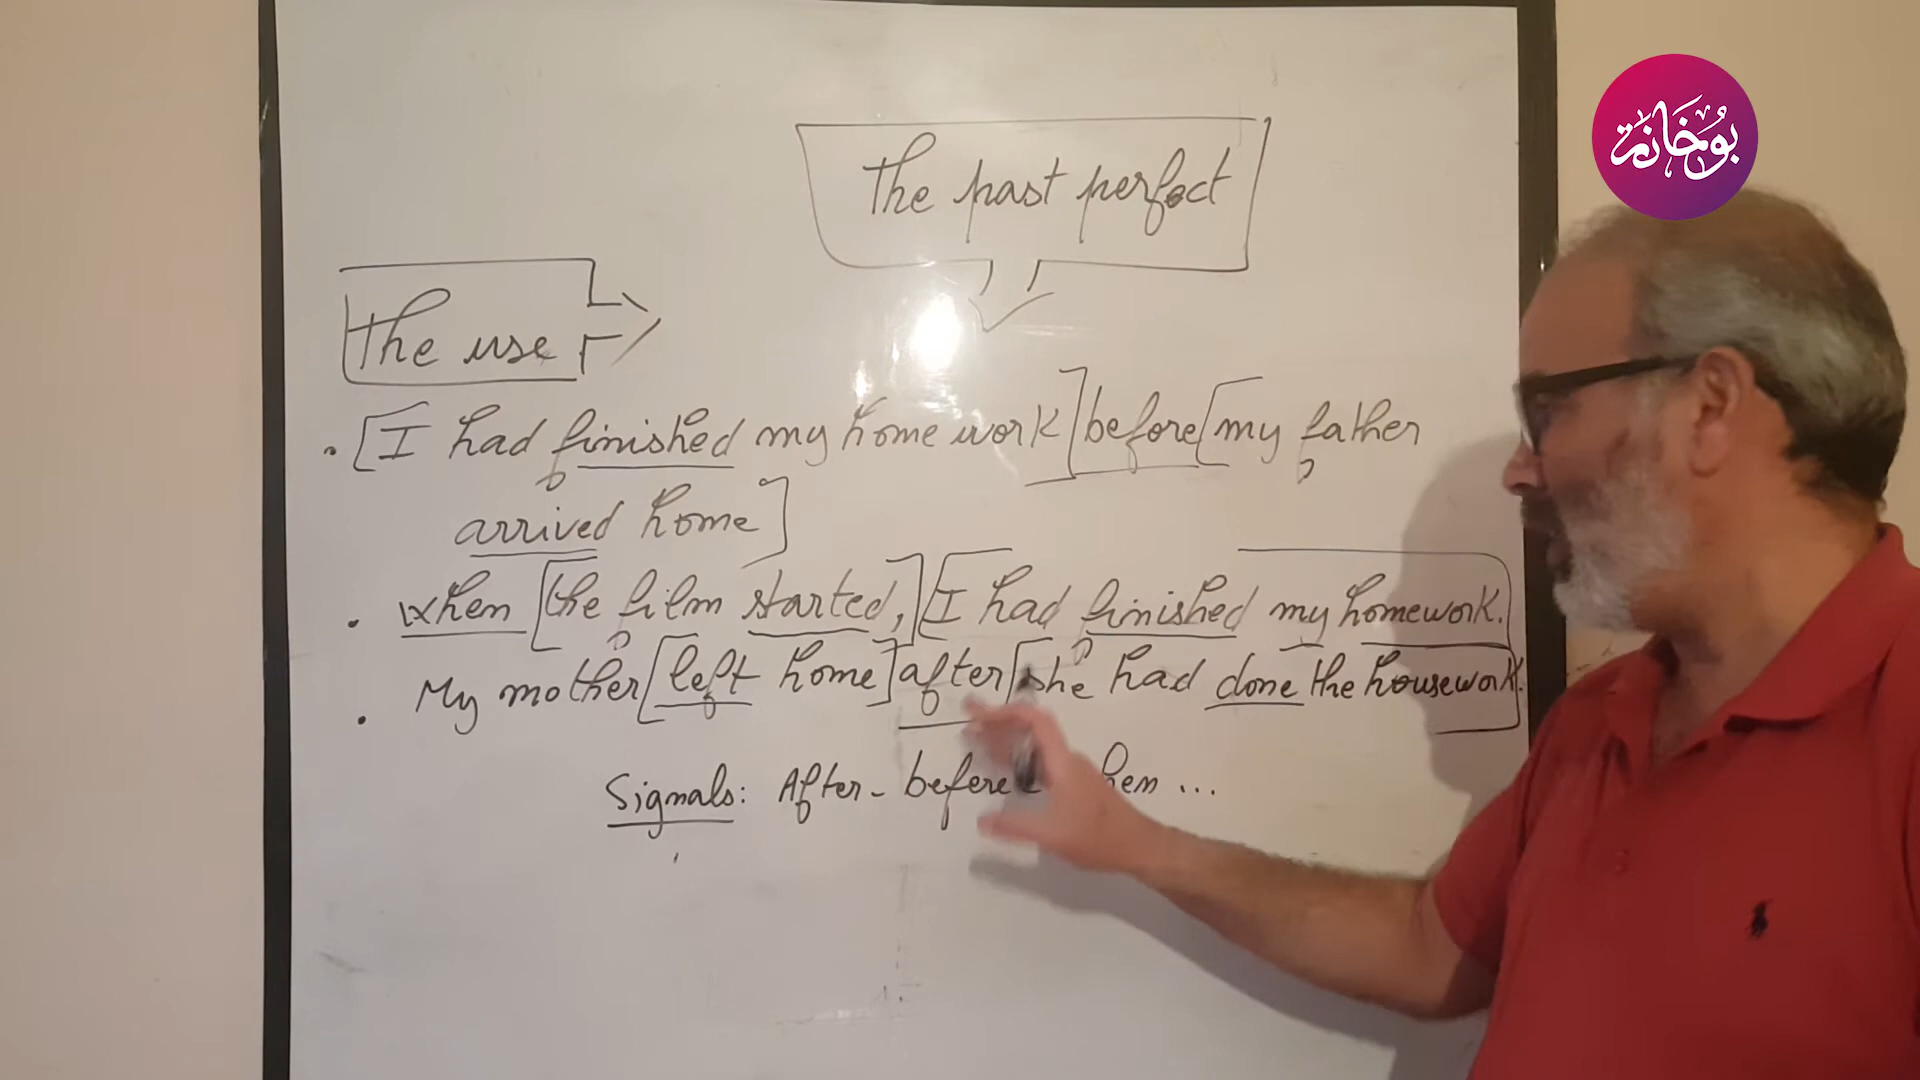 بوخانة
The past perfect
The use
. [I had finished my home work] before [my father
arrived home]
. when [the film started,] [I had finished my homework.
. My mother [left home] after [she had done the housework.
Signals: After - before hen ...